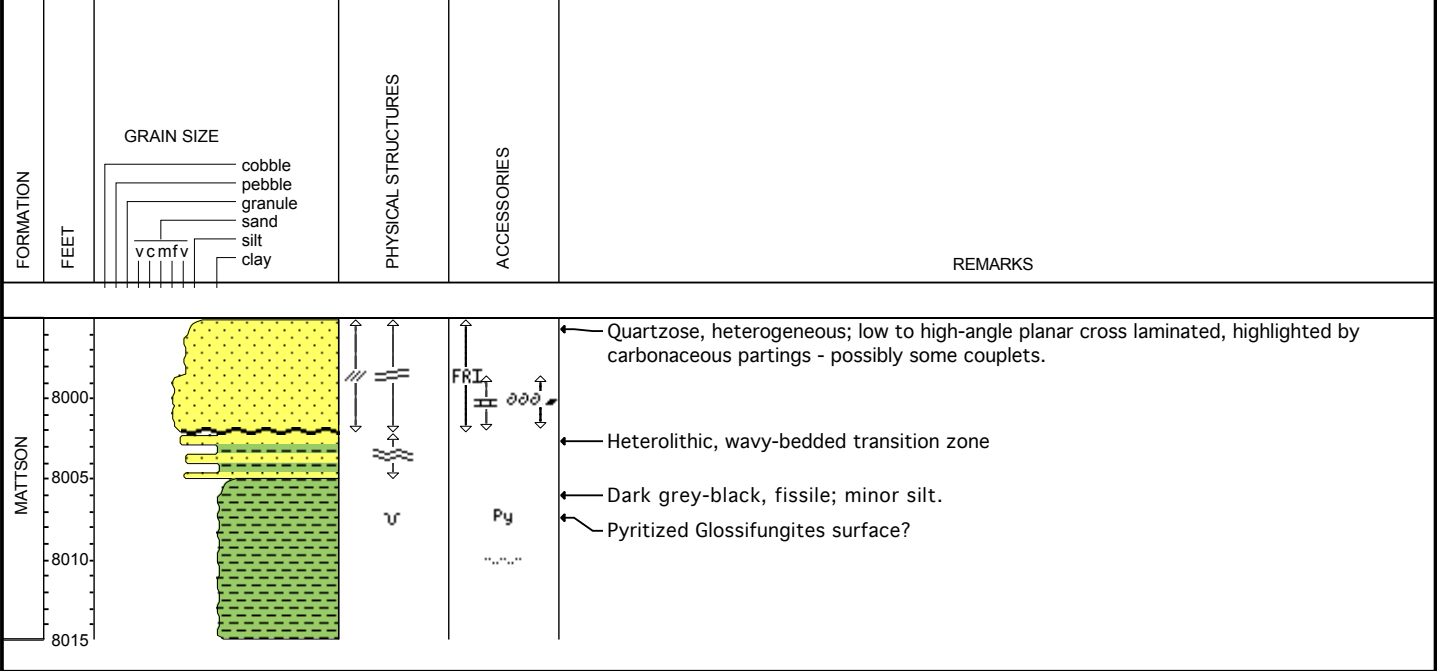 FORMATION
FEET
GRAIN SIZE
cobble
pebble
granule
sand
silt
clay
v c m f v
PHYSICAL STRUCTURES
ACCESSORIES
REMARKS
MATTSON
8000
8005
8010
8015
FRI
Py
Quartzose, heterogeneous; low to high-angle planar cross laminated, highlighted by
carbonaceous partings - possibly some couplets.
Heterolithic, wavy-bedded transition zone
Dark grey-black, fissile; minor silt.
Pyritized Glossifungites surface?